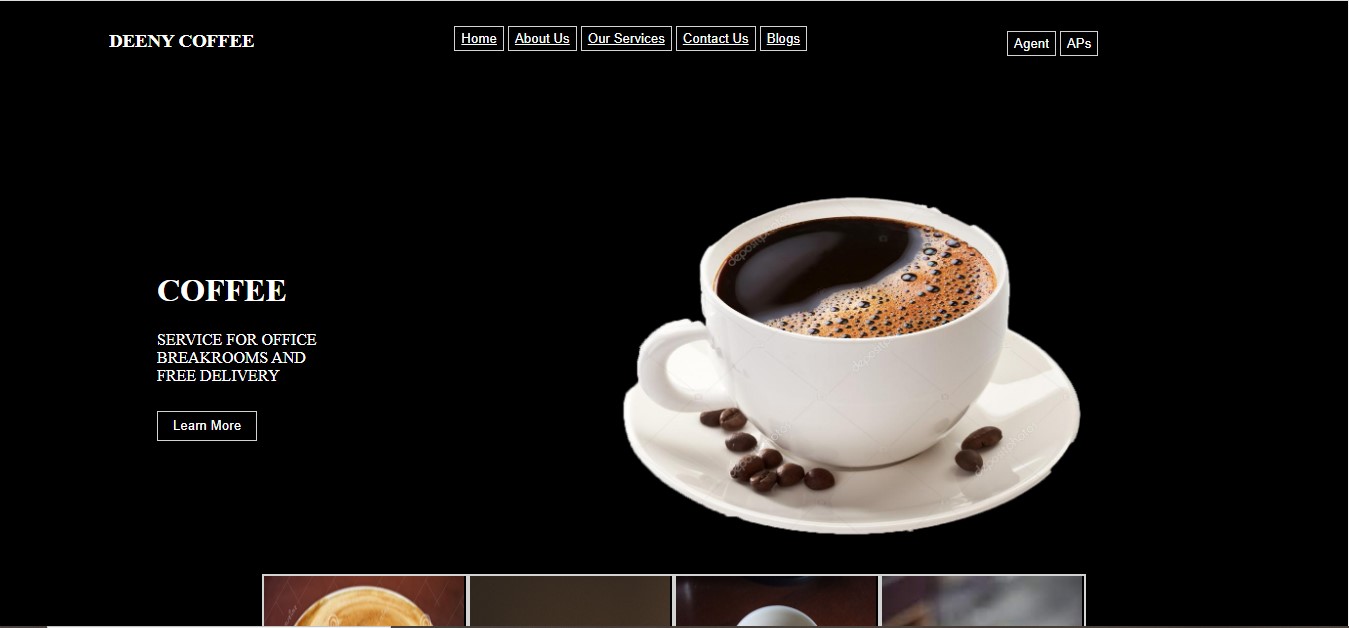 DEENY COFFEE
Home About Us Our Services Contact Us Blogs
Agent APs
COFFEE
SERVICE FOR OFFICE
BREAKROOMS AND
FREE DELIVERY
Learn More